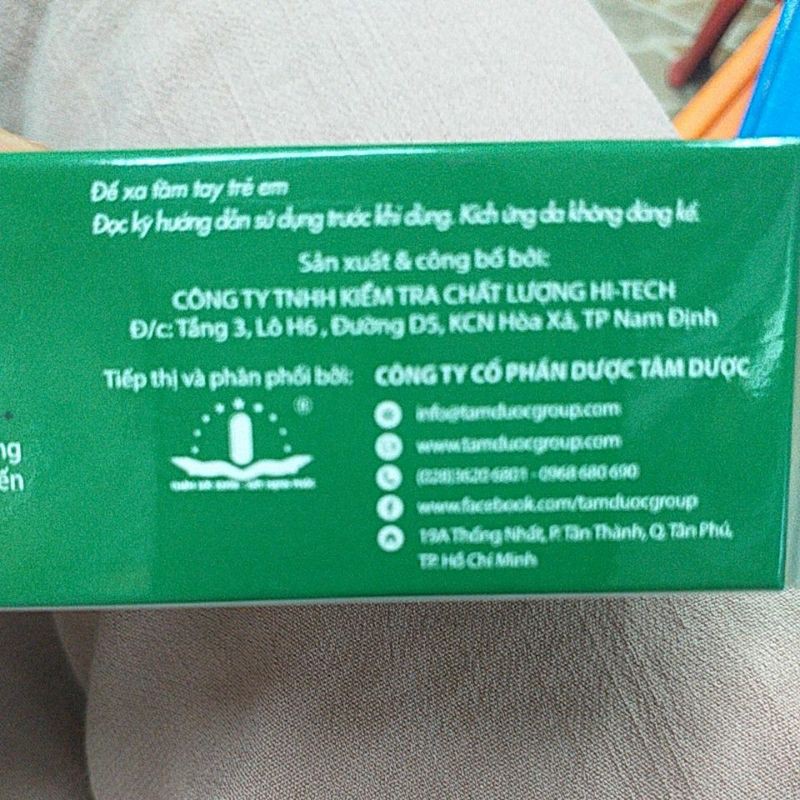 Để xa tầm tay trẻ em
Đọc kỹ hướng dẫn sử dụng trước khi dùng. Kích ứng da không đáng kể.
Sản xuất & công bố bởi:
CÔNG TY TNHH KIỂM TRA CHẤT LƯỢNG HI-TECH
Đ/c: Tầng 3, Lô H6 , Đường D5, KCN Hòa Xá, TP Nam Định
Tiếp thị và phân phối bởi:
CÔNG TY CỔ PHẦN DƯỢC TÂM DƯỢC
®
info@tamduocgroup.com
www.tamduocgroup.com
(028)3620 6801 - 0968 680 690
www.facebook.com/tamduocgroup
19A Thống Nhất, P. Tân Thành, Q. Tân Phú,
TP. Hồ Chí Minh
ng
ến